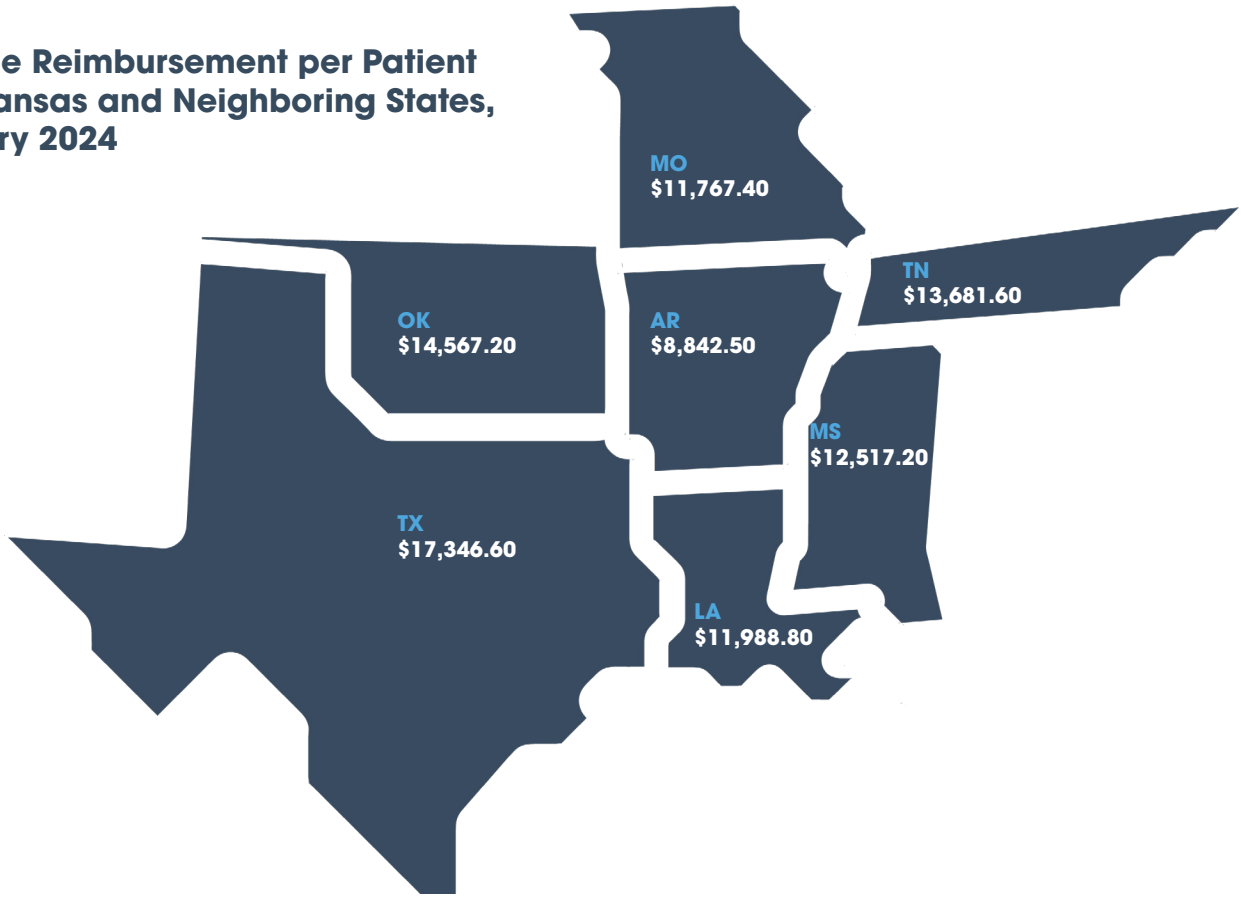 e Reimbursement per Patient
ansas and Neighboring States,
ry 2024
MO
$11,767.40
TN
$13,681.60
OK
$14,567.20
AR
$8,842.50
MS
$12,517.20
TX
$17,346.60
LA
$11,988.80